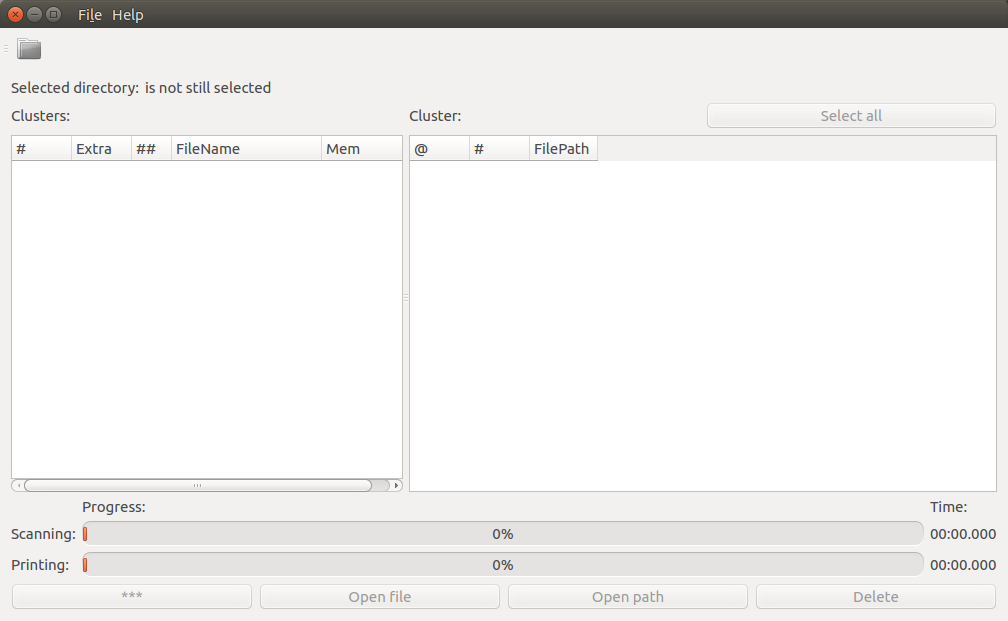 File Help
Selected directory: is not still selected
Clusters: Cluster: Select all
# Extra ## FileName Mem @ # FilePath
Progress: Time:
Scanning: 0% 00:00.000
Printing: 0% 00:00.000
*** Open file Open path Delete